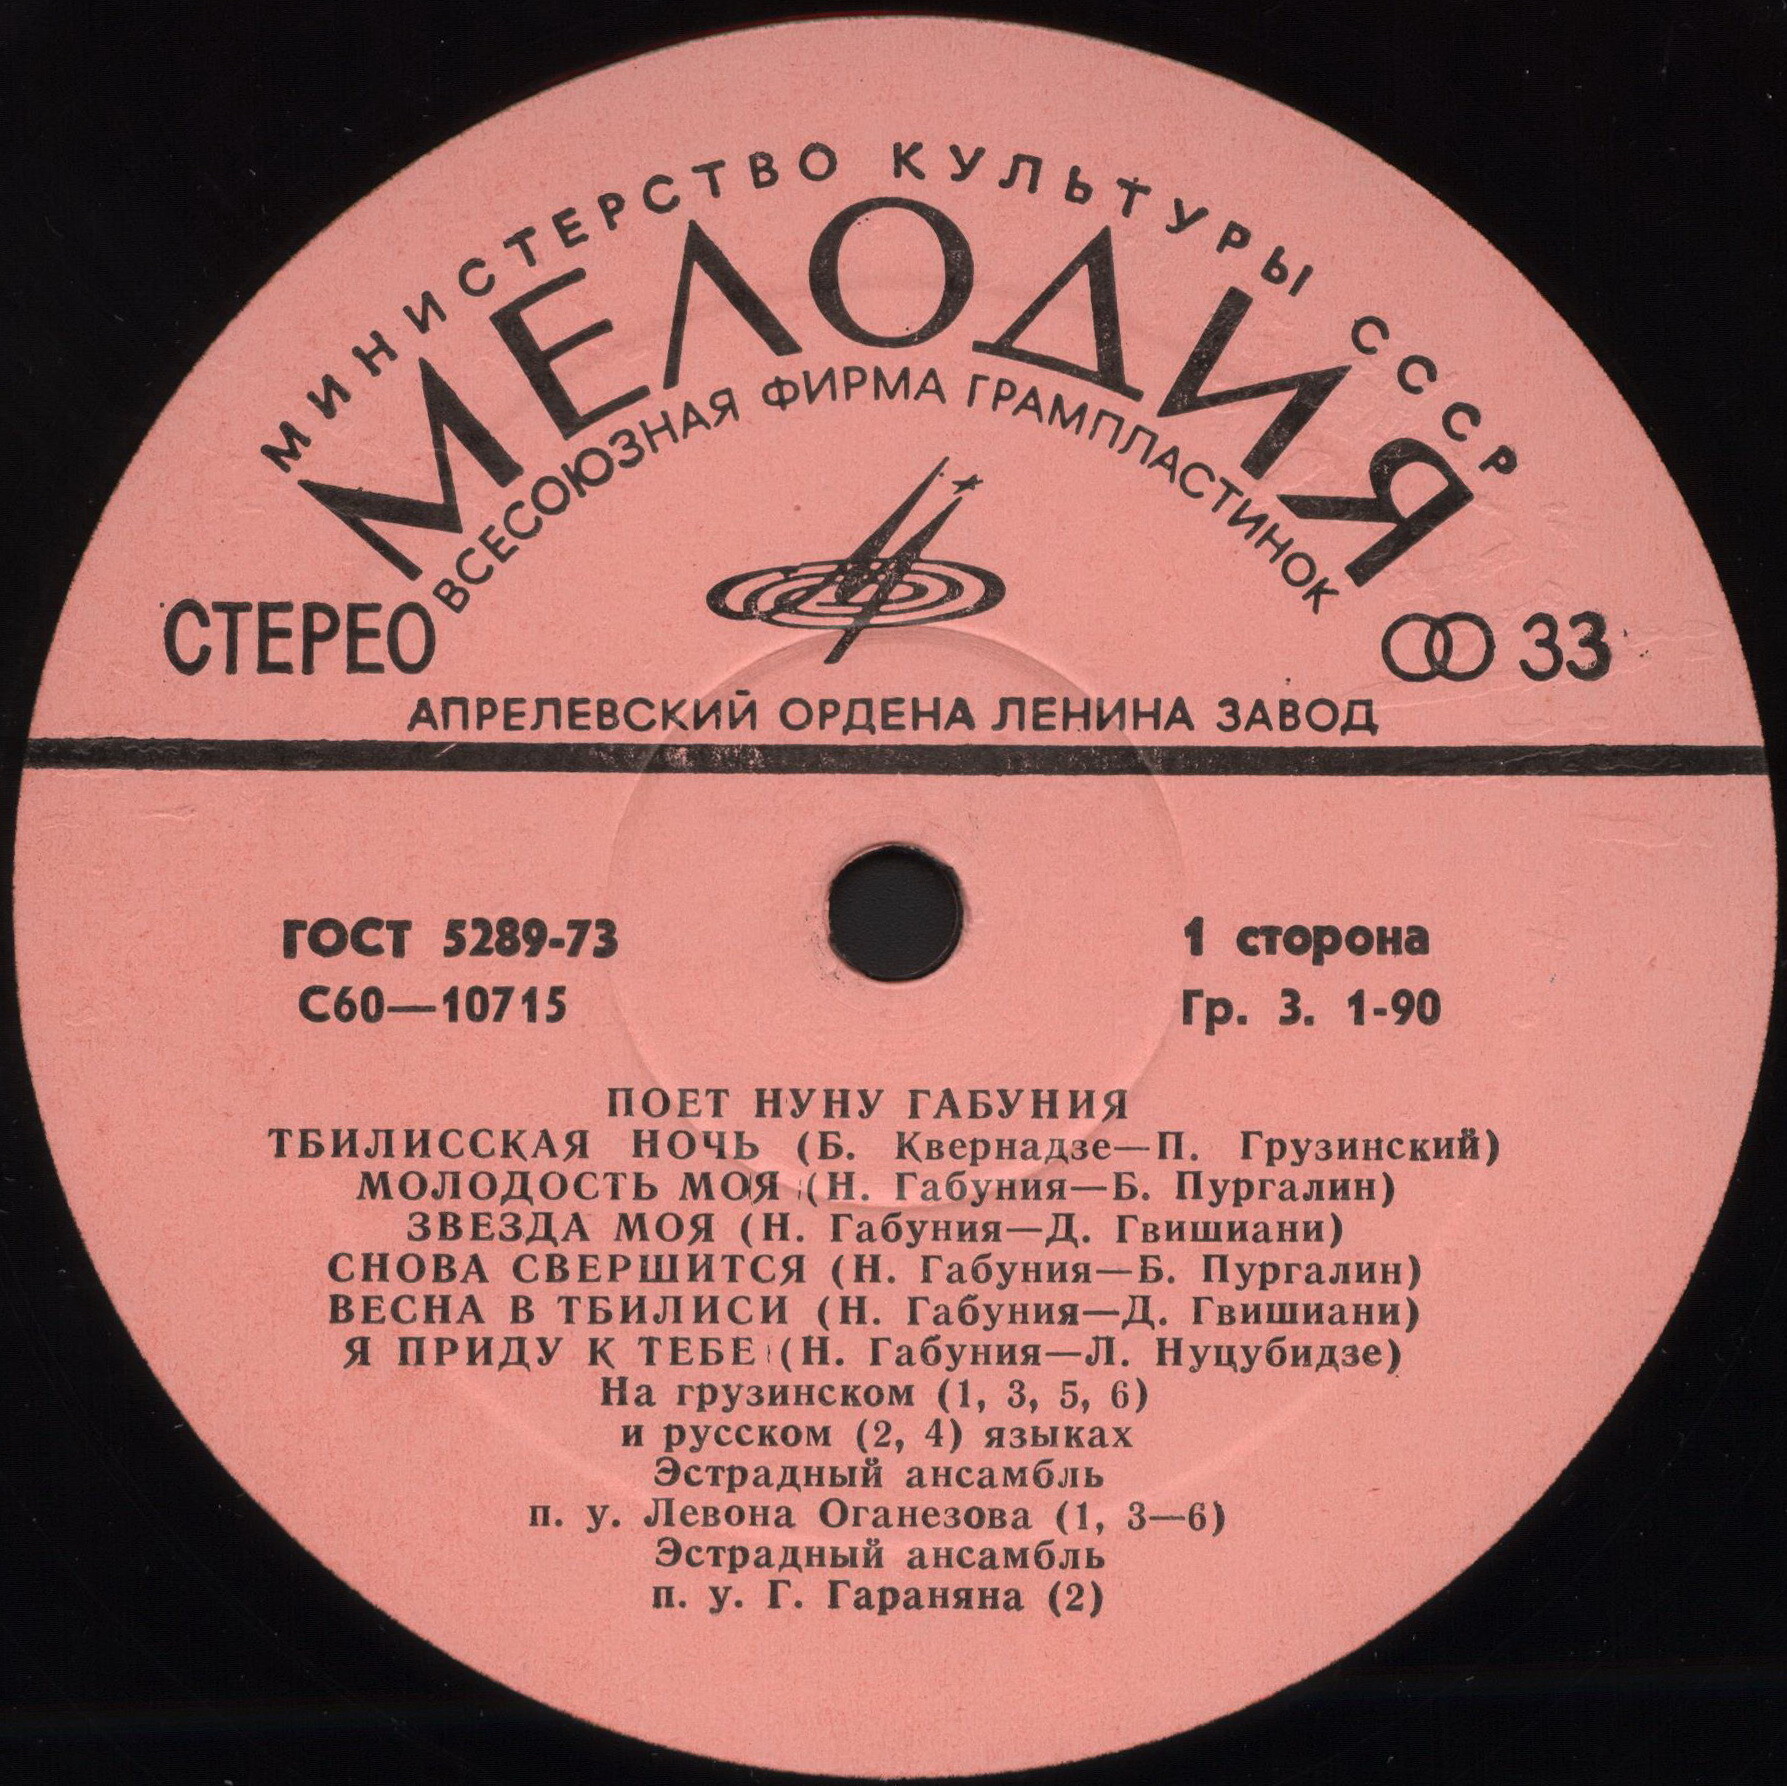 МИНИСТЕРСТВО КУЛЬТУРЫ СССР
МЕЛОДИЯ
ВСЕСОЮЗНАЯ ФИРМА ГРАМПЛАСТИНОК
СТЕРЕО
33
АПРЕЛЕВСКИЙ ОРДЕНА ЛЕНИНА ЗАВОД
ГОСТ 5289-73
1 сторона
С60—10715
Гр. 3. 1-90
ПОЕТ НУНУ ГАБУНИЯ
ТБИЛИССКАЯ НОЧЬ (Б. Квернадзе—П. Грузинский)
МОЛОДОСТЬ МОЯ (Н. Габуния—Б. Пургалин)
ЗВЕЗДА МОЯ (Н. Габуния—Д. Гвишиани)
СНОВА СВЕРШИТСЯ (Н. Габуния—Б. Пургалин)
ВЕСНА В ТБИЛИСИ (Н. Габуния—Д. Гвишиани)
Я ПРИДУ К ТЕБЕ (Н. Габуния—Л. Нуцубидзе)
На грузинском (1, 3, 5, 6)
и русском (2, 4) языках
Эстрадный ансамбль
п. у. Левона Оганезова (1, 3—6)
Эстрадный ансамбль
п. у. Г. Гараняна (2)